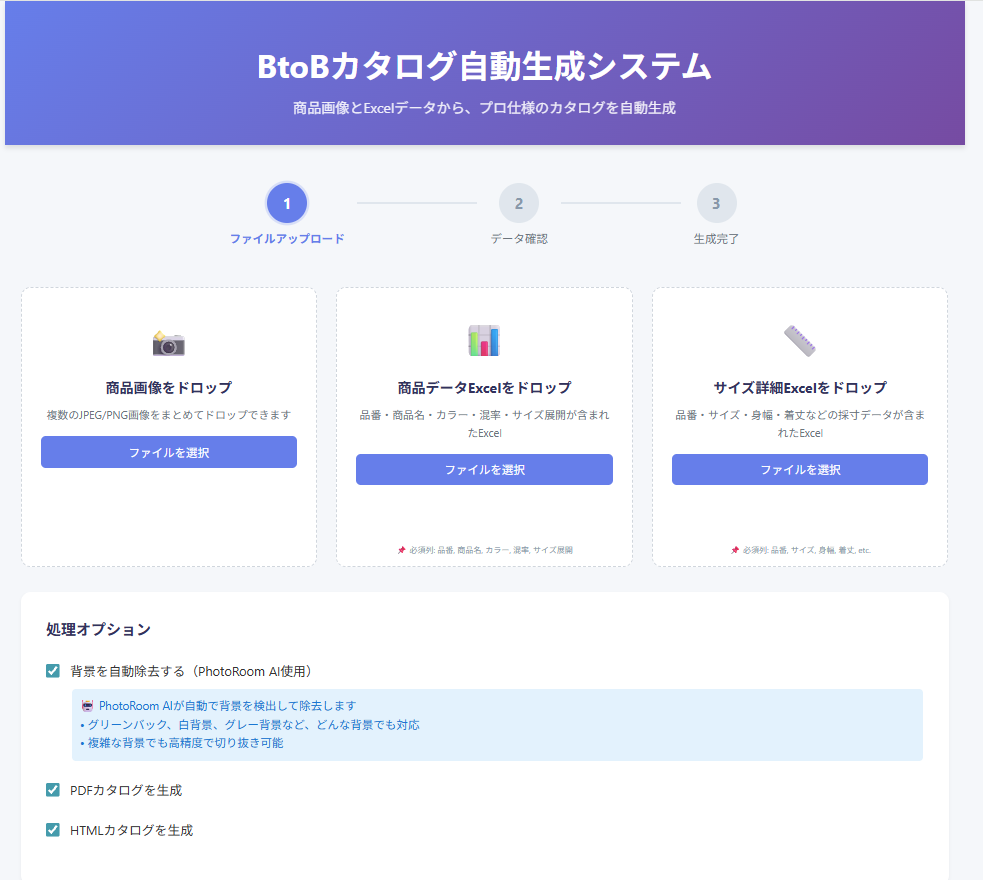 BtoBカタログ自動生成システム
商品画像とExcelデータから、プロ仕様のカタログを自動生成
1
2
3
ファイルアップロード
データ確認
生成完了
商品画像をドロップ
複数のJPEG/PNG画像をまとめてドロップできます
ファイルを選択
商品データExcelをドロップ
品番・商品名・カラー・混率・サイズ展開が含まれ
たExcel
ファイルを選択
必須列: 品番, 商品名, カラー, 混率, サイズ展開
サイズ詳細Excelをドロップ
品番・サイズ・身幅・着丈などの採寸データが含ま
れたExcel
ファイルを選択
必須列: 品番, サイズ, 身幅, 着丈, etc.
処理オプション
背景を自動除去する（PhotoRoom AI使用）
PhotoRoom AIが自動で背景を検出して除去します
• グリーンバック、白背景、グレー背景など、どんな背景でも対応
• 複雑な背景でも高精度で切り抜き可能
PDFカタログを生成
HTMLカタログを生成